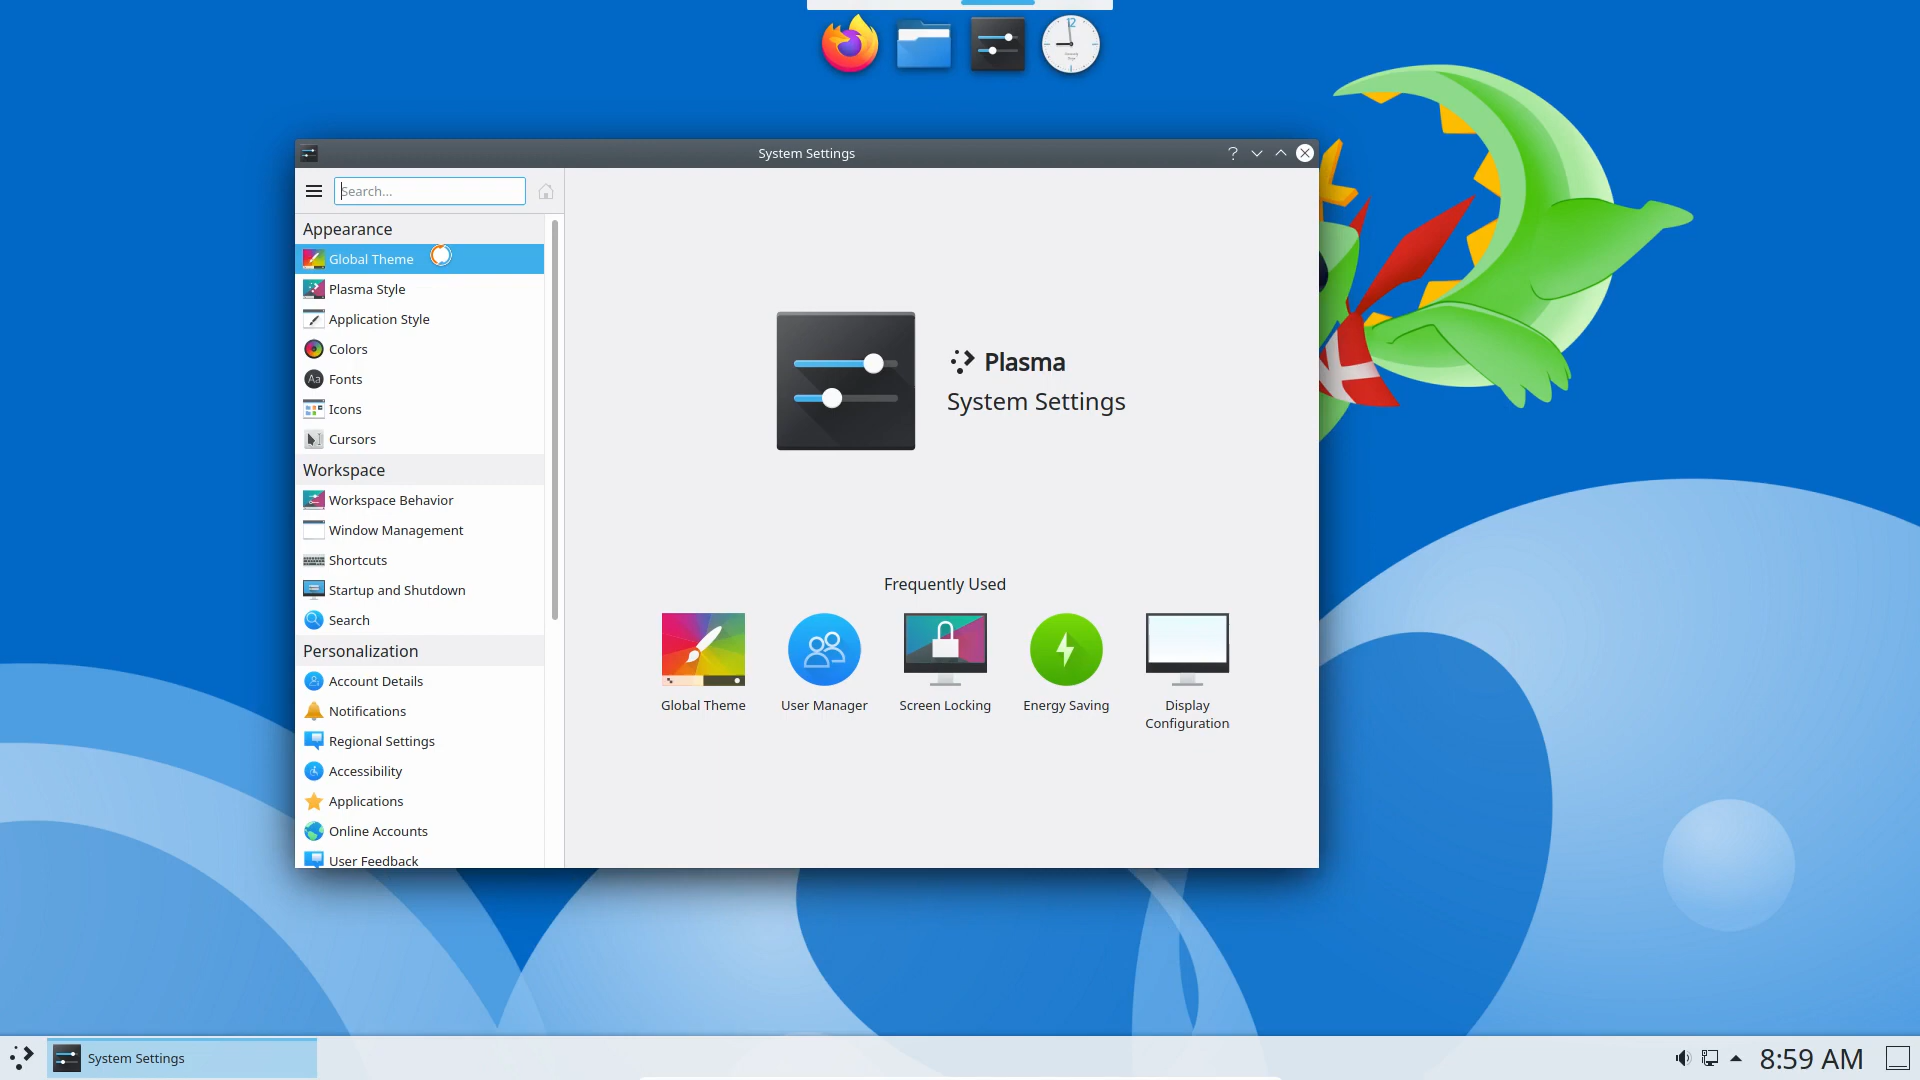 12
System Settings
Search...
Appearance
Global Theme
Plasma Style
Application Style
Colors
Aa Fonts
Icons
Cursors
Workspace
Workspace Behavior
Window Management
Shortcuts
Startup and Shutdown
Search
Personalization
Account Details
Notifications
Regional Settings
Accessibility
Applications
Online Accounts
User Feedback
Plasma
System Settings
Frequently Used
Global Theme
User Manager
Screen Locking
Energy Saving
Display
Configuration
System Settings
8:59 AM